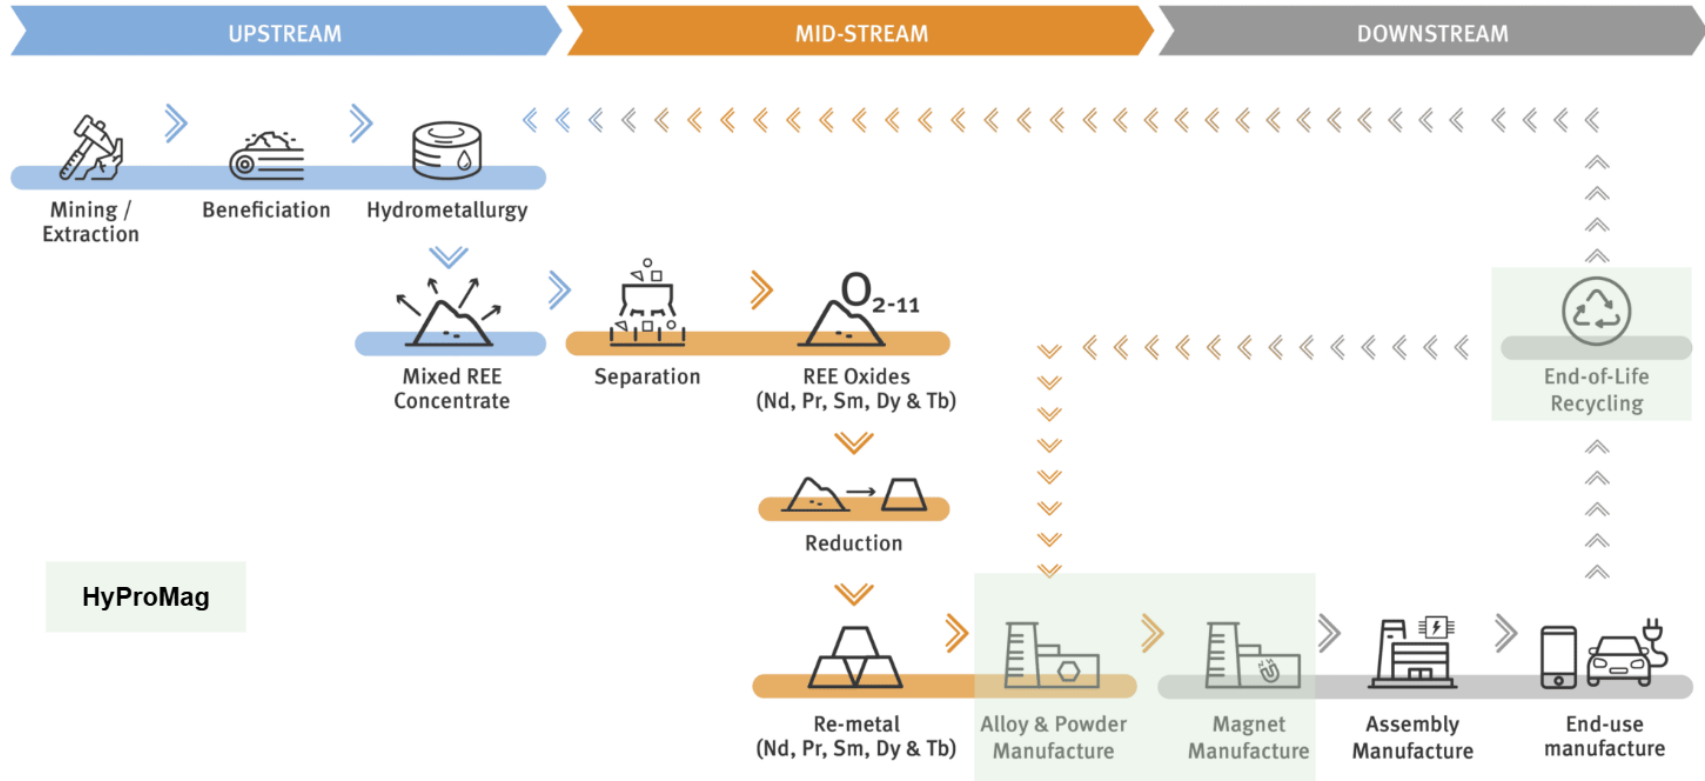 UPSTREAM
MID-STREAM
DOWNSTREAM
Mining /
Extraction
Beneficiation
Hydrometallurgy
Mixed REE
Concentrate
Separation
O2-11
REE Oxides
(Nd, Pr, Sm, Dy & Tb)
End-of-Life
Recycling
Reduction
HyProMag
Re-metal
(Nd, Pr, Sm, Dy & Tb)
Alloy & Powder
Manufacture
Magnet
Manufacture
Assembly
Manufacture
End-use
manufacture